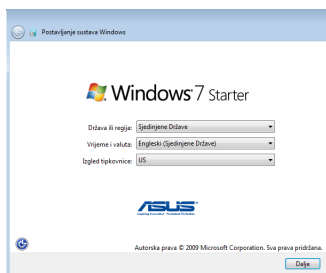 Postavljanje sustava Windows
Windows® 7 Starter
Država ili regija: Sjedinjene Države
Vrijeme i valuta: Engleski (Sjedinjene Države)
Izgled tipkovnice: US
ASUS
Autorska prava © 2009 Microsoft Corporation. Sva prava pridržana.
Dalje